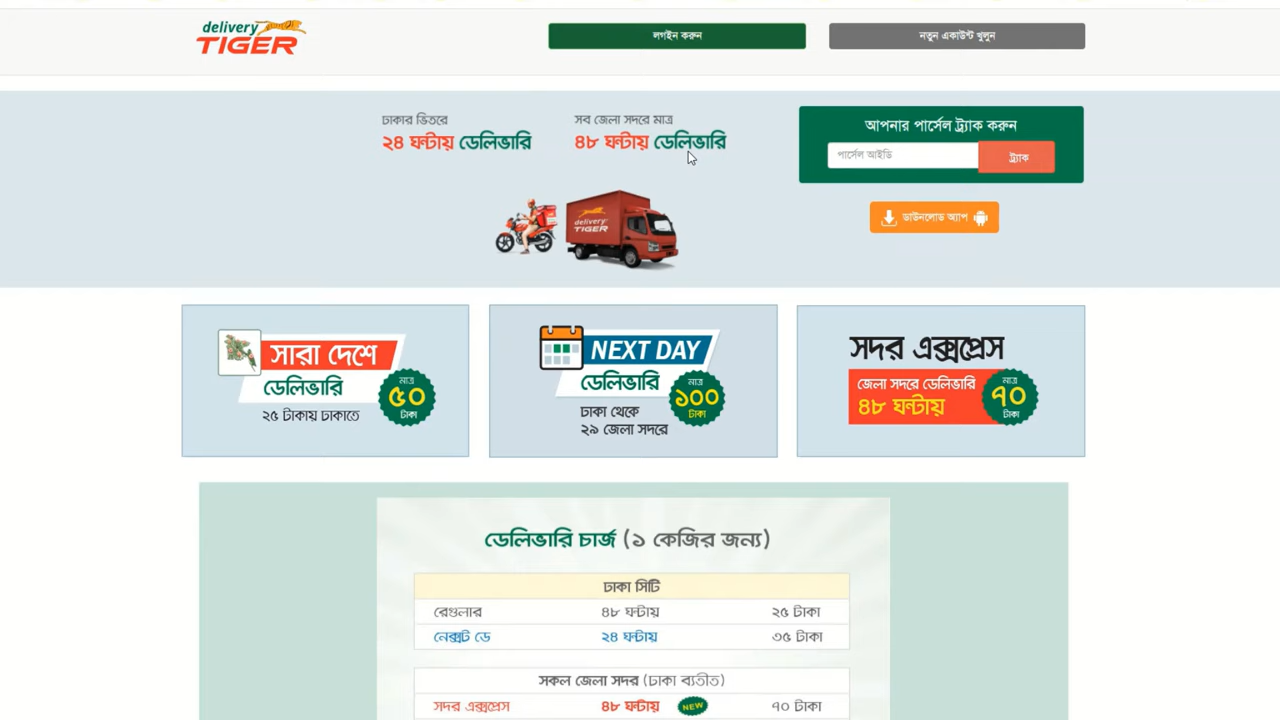 delivery
TIGER
লগইন করুন
নতুন একাউন্ট খুলুন
ঢাকার ভিতরে
২৪ ঘন্টায় ডেলিভারি
সব জেলা সদরে মাত্র
৪৮ ঘন্টায় ডেলিভারি
আপনার পার্সেল ট্র্যাক করুন
পার্সেল আইডি
ট্র্যাক
ডাউনলোড অ্যাপ
delivery
TIGER
সারা দেশে
ডেলিভারি
মাত্র
৫০
টাকা
২৫ টাকায় ঢাকাতে
NEXT DAY
ডেলিভারি
মাত্র
১০০
টাকা
ঢাকা থেকে
২৯ জেলা সদরে
সদর এক্সপ্রেস
জেলা সদরে ডেলিভারি
৪৮ ঘন্টায়
মাত্র
৭০
টাকা
ডেলিভারি চার্জ (১ কেজির জন্য)
ঢাকা সিটি
রেগুলার ৪৮ ঘন্টায় ২৫ টাকা
নেক্সট ডে ২৪ ঘন্টায় ৩৫ টাকা
সকল জেলা সদর (ঢাকা ব্যতীত)
সদর এক্সপ্রেস ৪৮ ঘন্টায় NEW ৭০ টাকা